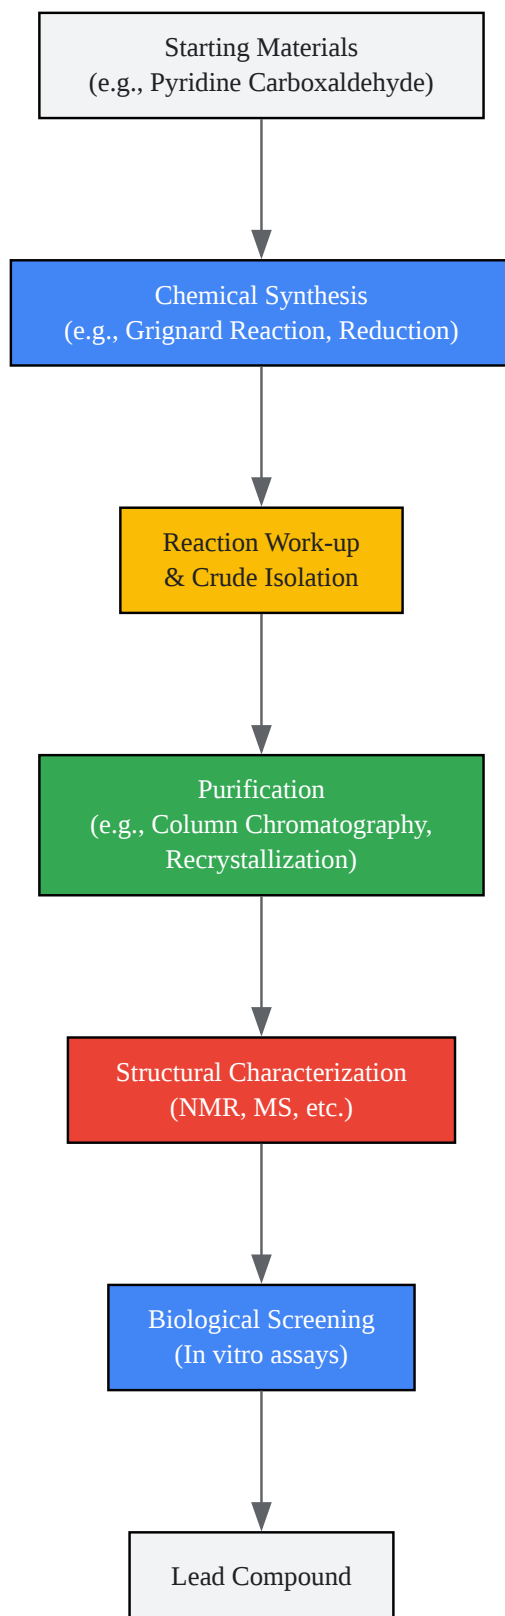 Starting Materials
(e.g., Pyridine Carboxaldehyde)
Chemical Synthesis
(e.g., Grignard Reaction, Reduction)
Reaction Work-up
& Crude Isolation
Purification
(e.g., Column Chromatography,
Recrystallization)
Structural Characterization
(NMR, MS, etc.)
Biological Screening
(In vitro assays)
Lead Compound